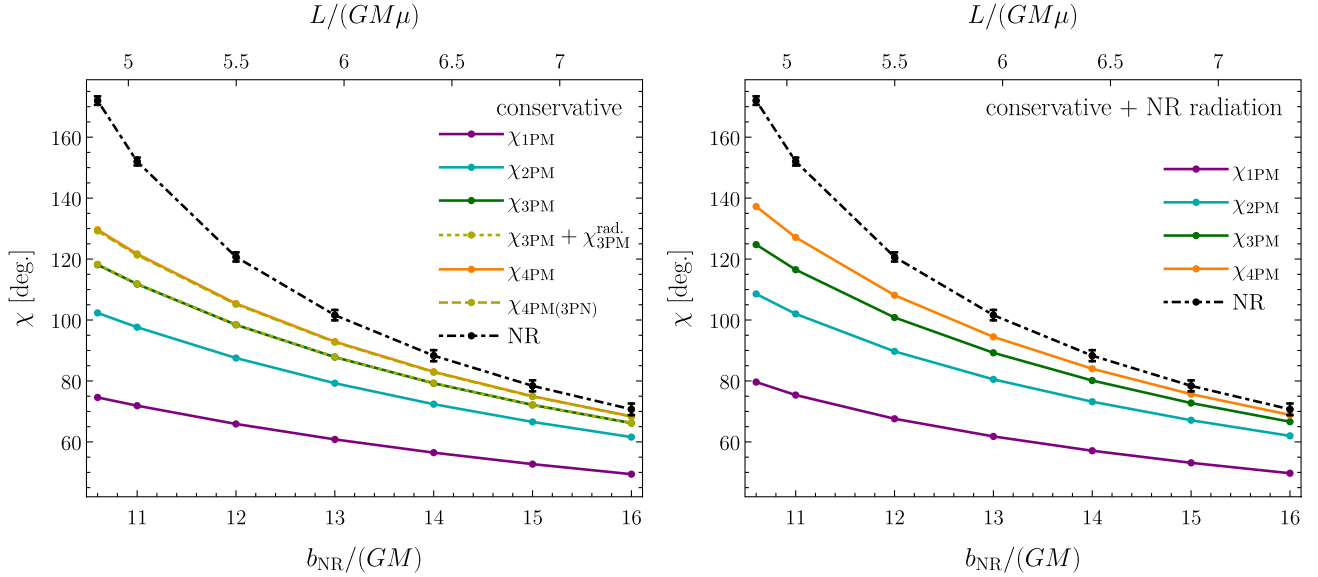 L/(GMμ)
5 5.5 6 6.5 7
χ [deg.]
160
140
120
100
80
60
conservative
χ1PM
χ2PM
χ3PM
χ3PM + χ3PM^rad.
χ4PM
χ4PM(3PN)
NR
11 12 13 14 15 16
bNR/(GM)
L/(GMμ)
5 5.5 6 6.5 7
χ [deg.]
160
140
120
100
80
60
conservative + NR radiation
χ1PM
χ2PM
χ3PM
χ4PM
NR
11 12 13 14 15 16
bNR/(GM)